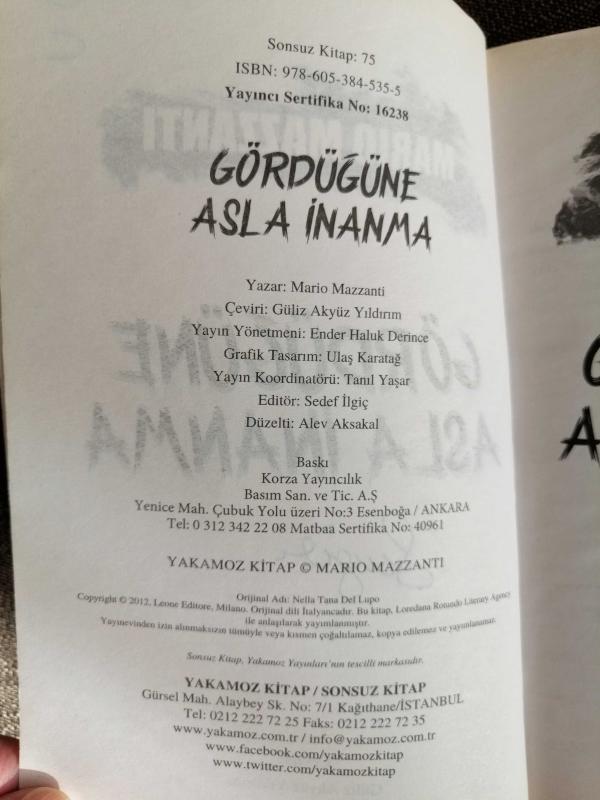 Sonsuz Kitap: 75
ISBN: 978-605-384-535-5
Yayıncı Sertifika No: 16238
GÖRDÜĞÜNE
ASLA İNANMA
Yazar: Mario Mazzanti
Çeviri: Güliz Akyüz Yıldırım
Yayın Yönetmeni: Ender Haluk Derince
Grafik Tasarım: Ulaş Karatağ
Yayın Koordinatörü: Tanıl Yaşar
Editör: Sedef İlgiç
Düzelti: Alev Aksakal
Baskı
Korza Yayıncılık
Basım San. ve Tic. A.Ş
Yenice Mah. Çubuk Yolu üzeri No:3 Esenboğa / ANKARA
Tel: 0 312 342 22 08 Matbaa Sertifika No: 40961
YAKAMOZ KİTAP © MARIO MAZZANTI
Orijinal Adı: Nella Tana Del Lupo
Copyright © 2012, Leone Editore, Milano. Orijinal dili İtalyancadır. Bu kitap, Loredana Rotundo Literary Agency
ile anlaşılarak yayımlanmıştır.
Yayınevinden izin alınmaksızın tümüyle veya kısmen çoğaltılamaz, kopya edilemez ve yayımlanamaz.
Sonsuz Kitap, Yakamoz Yayınları'nın tescilli markasıdır.
YAKAMOZ KİTAP / SONSUZ KİTAP
Gürsel Mah. Alaybey Sk. No: 7/1 Kağıthane/İSTANBUL
Tel: 0212 222 72 25 Faks: 0212 222 72 35
www.yakamoz.com.tr / info@yakamoz.com.tr
www.facebook.com/yakamozkitap
www.twitter.com/yakamozkitap